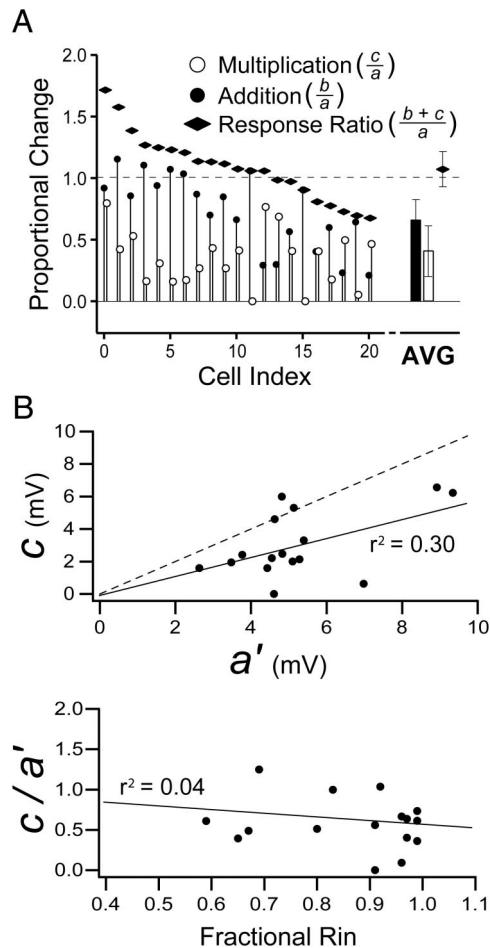 A
Proportional Change
2.0
1.5
1.0
0.5
0.0
Multiplication (c/a)
Addition (b/a)
Response Ratio (b + c/a)
0 5 10 15 20
Cell Index
AVG
B
c (mV)
10
8
6
4
2
0
r² = 0.30
0 2 4 6 8 10
a' (mV)
c / a'
2.0
1.5
1.0
0.5
0.0
r² = 0.04
0.4 0.5 0.6 0.7 0.8 0.9 1.0 1.1
Fractional Rin